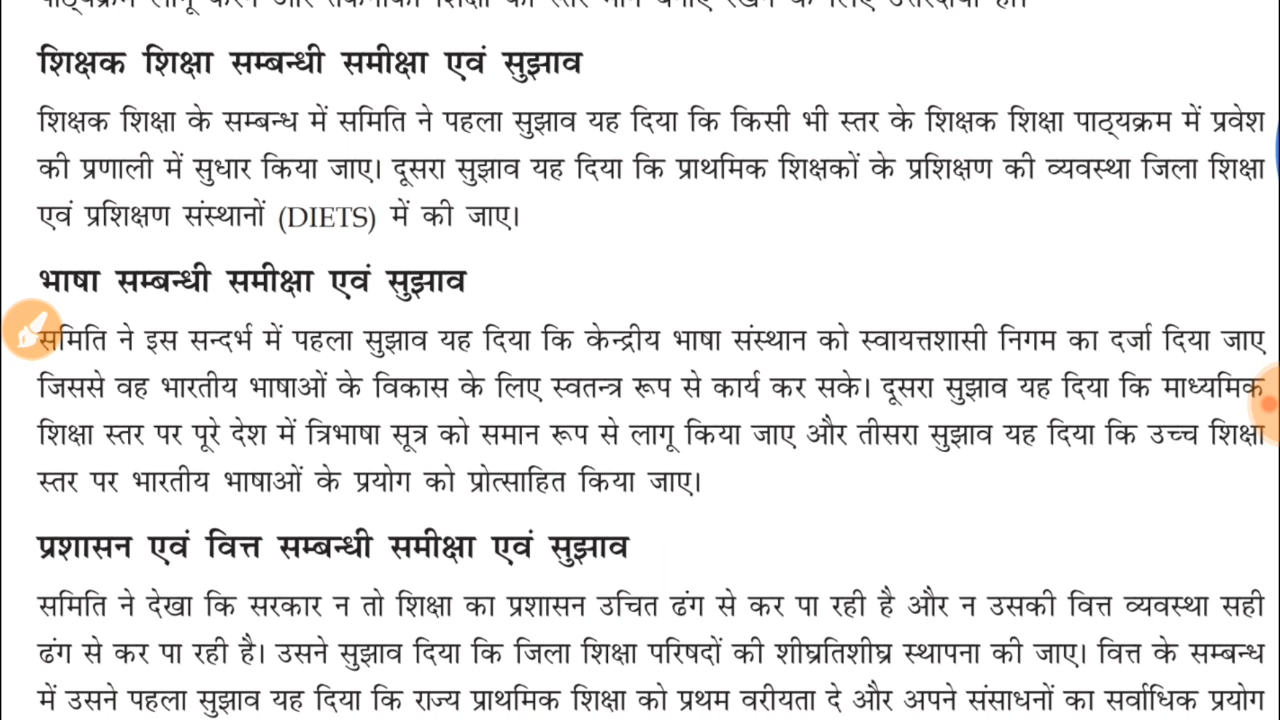 शिक्षक शिक्षा सम्बन्धी समीक्षा एवं सुझाव
शिक्षक शिक्षा के सम्बन्ध में समिति ने पहला सुझाव यह दिया कि किसी भी स्तर के शिक्षक शिक्षा पाठ्यक्रम में प्रवेश
की प्रणाली में सुधार किया जाए। दूसरा सुझाव यह दिया कि प्राथमिक शिक्षकों के प्रशिक्षण की व्यवस्था जिला शिक्षा
एवं प्रशिक्षण संस्थानों (DIETS) में की जाए।
भाषा सम्बन्धी समीक्षा एवं सुझाव
समिति ने इस सन्दर्भ में पहला सुझाव यह दिया कि केन्द्रीय भाषा संस्थान को स्वायत्तशासी निगम का दर्जा दिया जाए
जिससे वह भारतीय भाषाओं के विकास के लिए स्वतन्त्र रूप से कार्य कर सके। दूसरा सुझाव यह दिया कि माध्यमिक
शिक्षा स्तर पर पूरे देश में त्रिभाषा सूत्र को समान रूप से लागू किया जाए और तीसरा सुझाव यह दिया कि उच्च शिक्षा
स्तर पर भारतीय भाषाओं के प्रयोग को प्रोत्साहित किया जाए।
प्रशासन एवं वित्त सम्बन्धी समीक्षा एवं सुझाव
समिति ने देखा कि सरकार न तो शिक्षा का प्रशासन उचित ढंग से कर पा रही है और न उसकी वित्त व्यवस्था सही
ढंग से कर पा रही है। उसने सुझाव दिया कि जिला शिक्षा परिषदों की शीघ्रतिशीघ्र स्थापना की जाए। वित्त के सम्बन्ध
में उसने पहला सुझाव यह दिया कि राज्य प्राथमिक शिक्षा को प्रथम वरीयता दे और अपने संसाधनों का सर्वाधिक प्रयोग